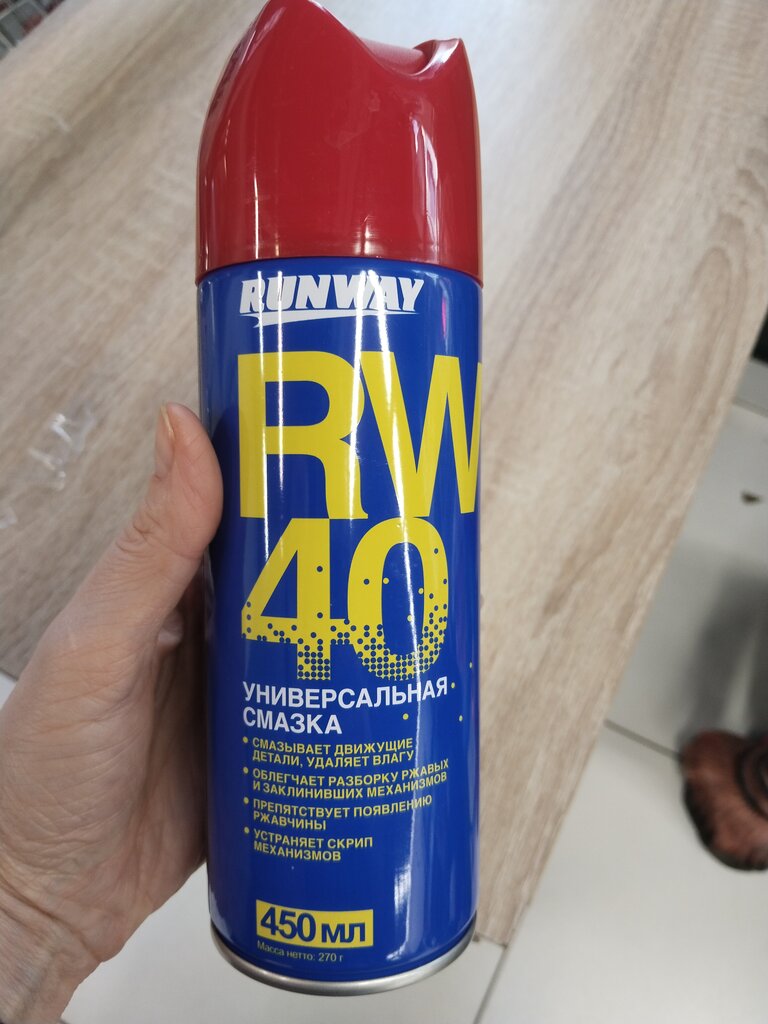 RUNWAY
RW
40
УНИВЕРСАЛЬНАЯ
СМАЗКА
• СМАЗЫВАЕТ ДВИЖУЩИЕ
ДЕТАЛИ, УДАЛЯЕТ ВЛАГУ
• ОБЛЕГЧАЕТ РАЗБОРКУ РЖАВЫХ
И ЗАКЛИНИВШИХ МЕХАНИЗМОВ
• ПРЕПЯТСТВУЕТ ПОЯВЛЕНИЮ
РЖАВЧИНЫ
• УСТРАНЯЕТ СКРИП
МЕХАНИЗМОВ
450 МЛ
Масса нетто: 270 г